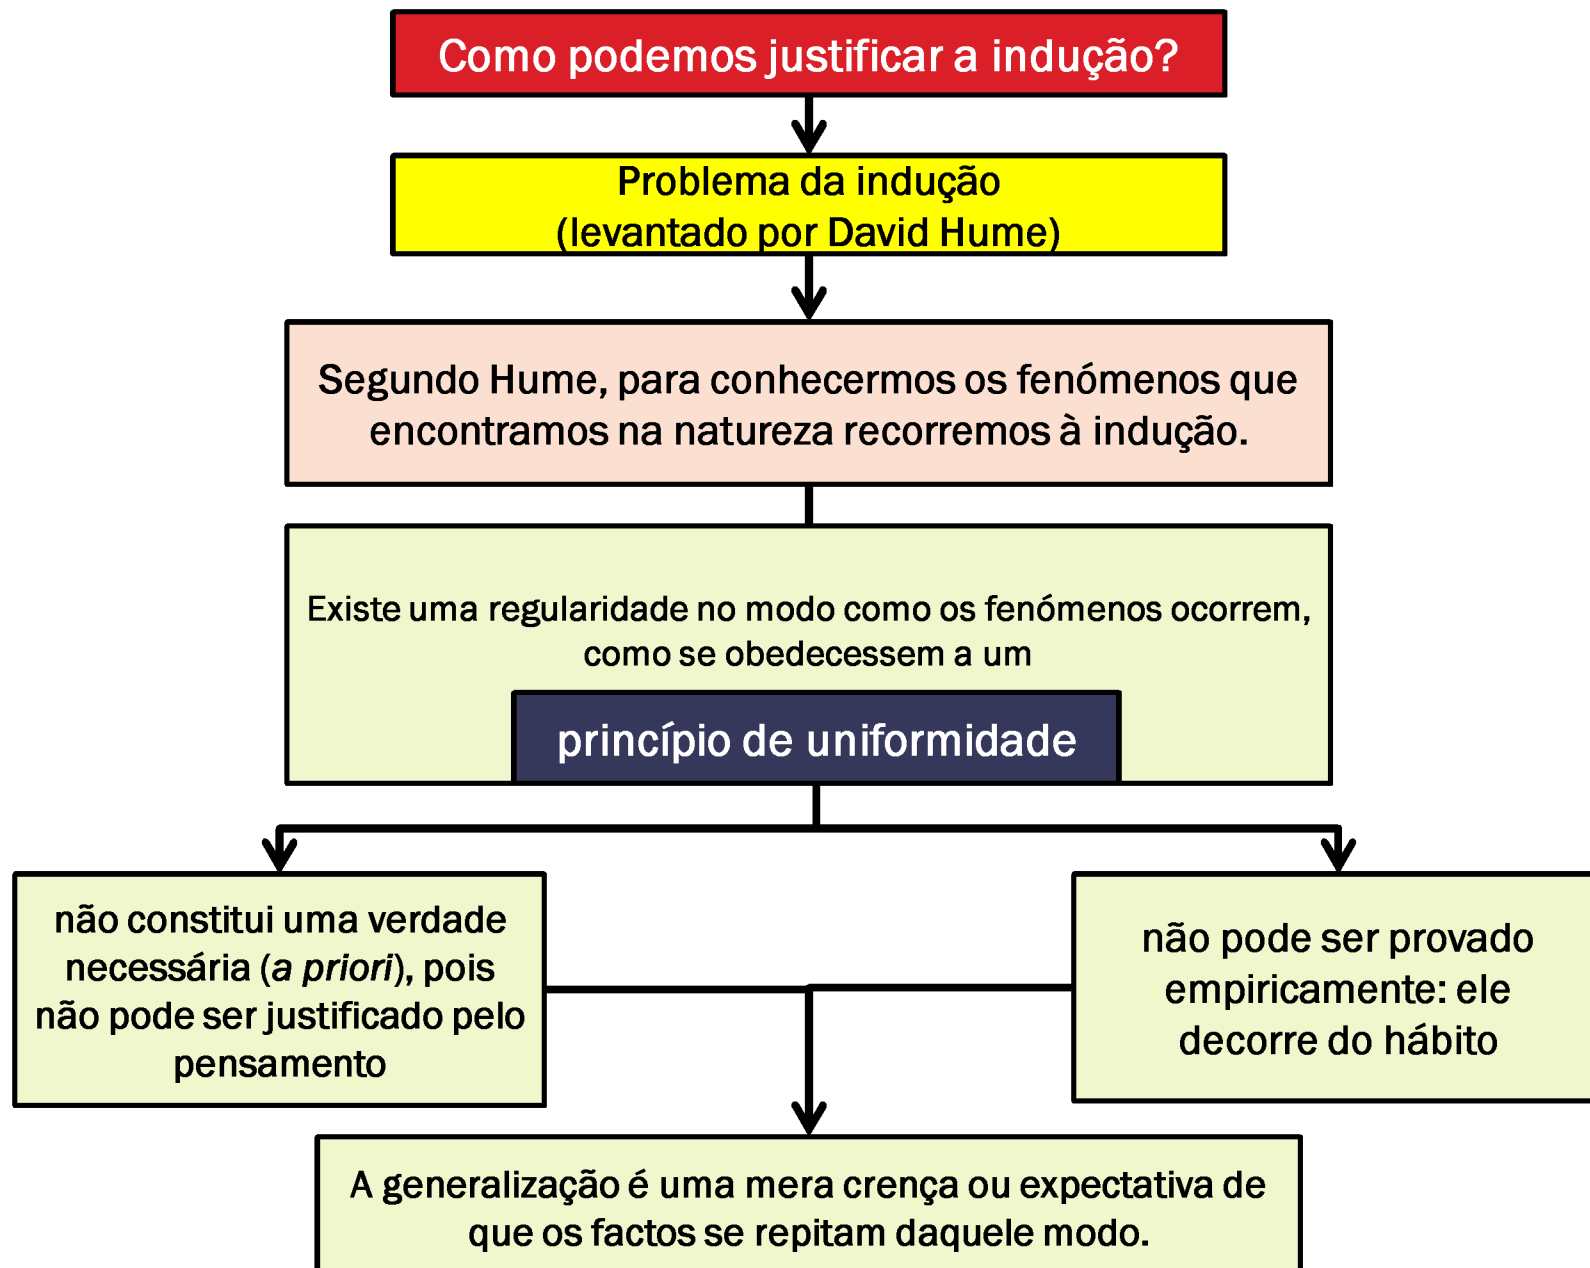 Como podemos justificar a indução?
Problema da indução
(levantado por David Hume)
Segundo Hume, para conhecermos os fenómenos que
encontramos na natureza recorremos à indução.
Existe uma regularidade no modo como os fenómenos ocorrem,
como se obedecessem a um
princípio de uniformidade
não constitui uma verdade
necessária (a priori), pois
não pode ser justificado pelo
pensamento
não pode ser provado
empiricamente: ele
decorre do hábito
A generalização é uma mera crença ou expectativa de
que os factos se repitam daquele modo.